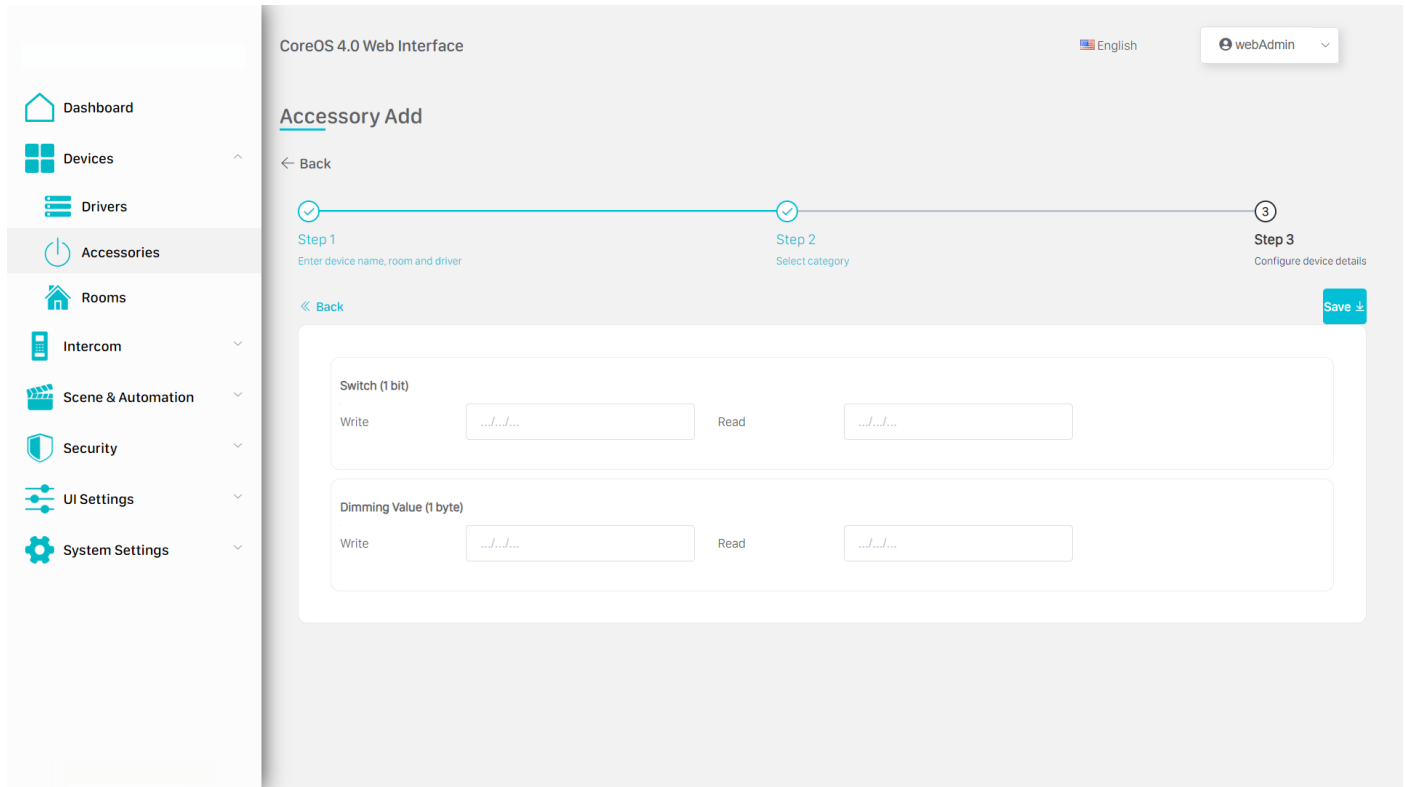 CoreOS 4.0 Web Interface
English
webAdmin
Dashboard
Devices
Drivers
Accessories
Rooms
Intercom
Scene & Automation
Security
UI Settings
System Settings
Accessory Add
Back
3
Step 1
Enter device name, room and driver
Step 2
Select category
Step 3
Configure device details
Back
Save
Switch (1 bit)
Write
.../.../...
Read
.../.../...
Dimming Value (1 byte)
Write
.../.../...
Read
.../.../...